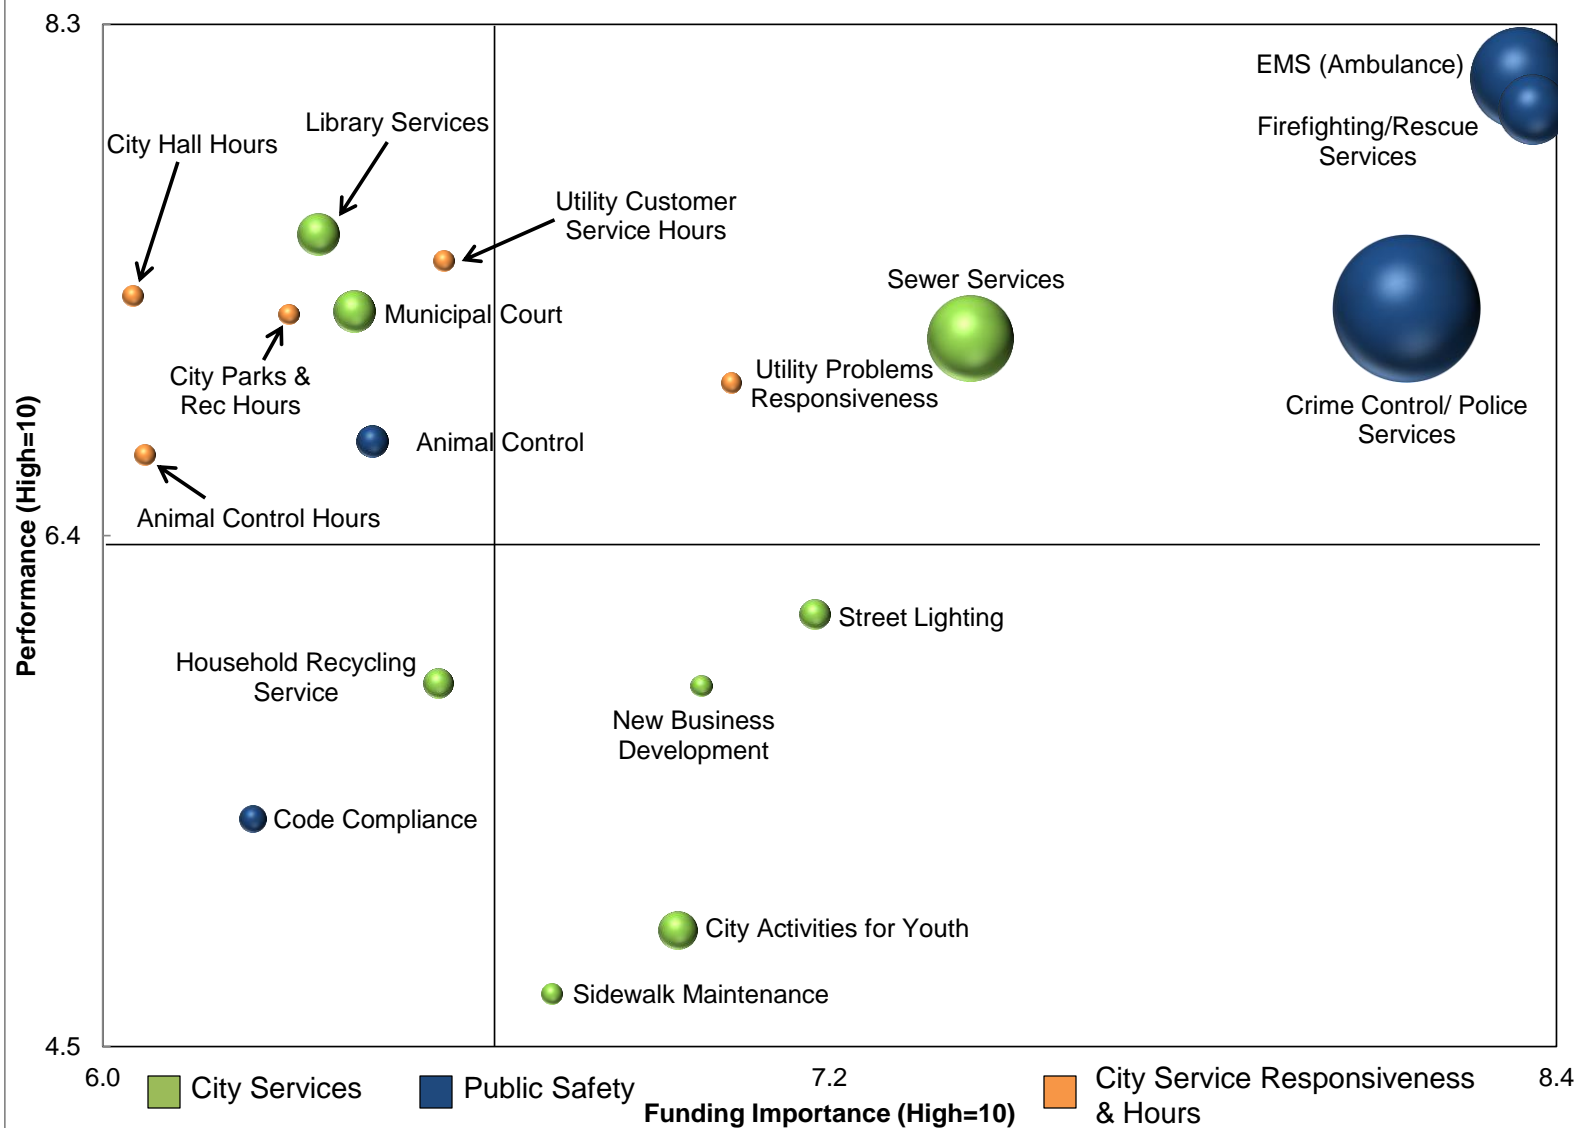 8.3
EMS (Ambulance)
Library Services
Firefighting/Rescue
Services
City Hall Hours
Utility Customer
Service Hours
Sewer Services
Municipal Court
Utility Problems
Responsiveness
City Parks &
Rec Hours
Crime Control/ Police
Services
Animal Control
Animal Control Hours
Performance (High=10)
6.4
Street Lighting
Household Recycling
Service
New Business
Development
Code Compliance
City Activities for Youth
Sidewalk Maintenance
4.5
6.0
7.2
8.4
City Services
Public Safety
City Service Responsiveness
& Hours
Funding Importance (High=10)